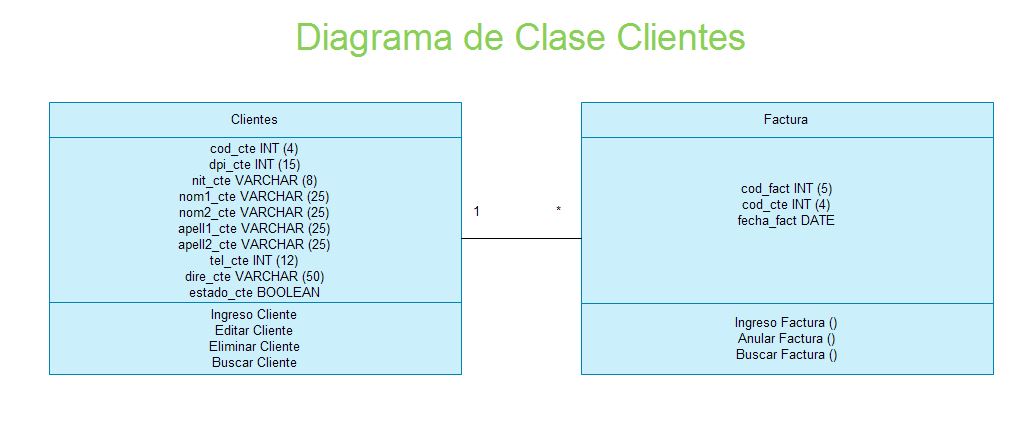 Diagrama de Clase Clientes
Clientes
cod_cte INT (4)
dpi_cte INT (15)
nit_cte VARCHAR (8)
nom1_cte VARCHAR (25)
nom2_cte VARCHAR (25)
apell1_cte VARCHAR (25)
apell2_cte VARCHAR (25)
tel_cte INT (12)
dire_cte VARCHAR (50)
estado_cte BOOLEAN
Ingreso Cliente
Editar Cliente
Eliminar Cliente
Buscar Cliente
1 *
Factura
cod_fact INT (5)
cod_cte INT (4)
fecha_fact DATE
Ingreso Factura ()
Anular Factura ()
Buscar Factura ()